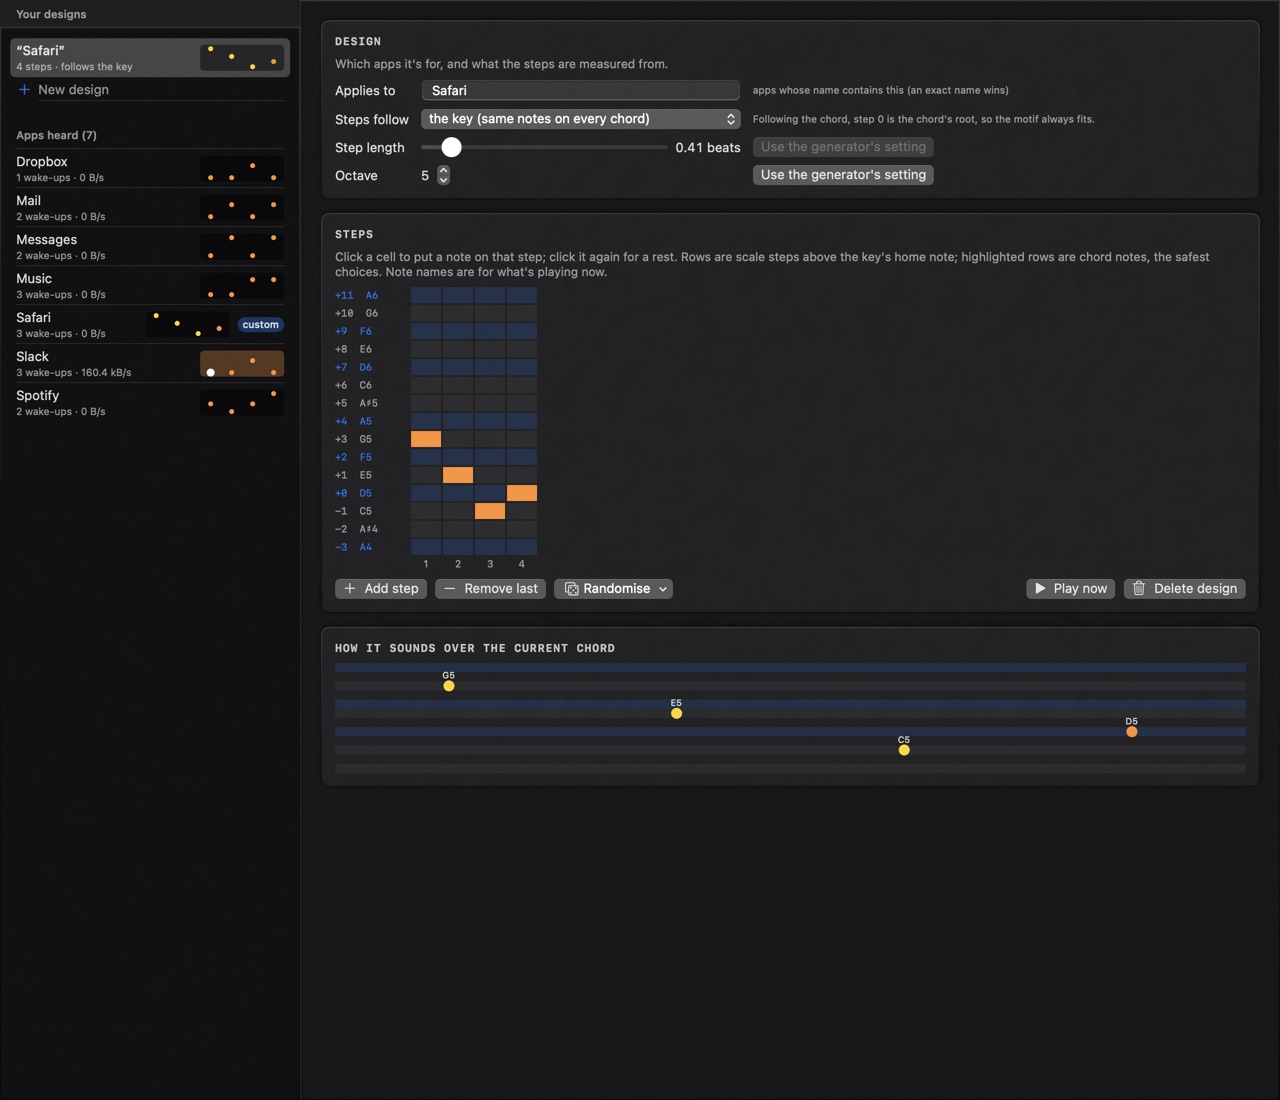 Your designs
“Safari”
4 steps · follows the key
New design
Apps heard (7)
Dropbox
1 wake-ups · 0 B/s
Mail
2 wake-ups · 0 B/s
Messages
2 wake-ups · 0 B/s
Music
3 wake-ups · 0 B/s
Safari
3 wake-ups · 0 B/s
custom
Slack
3 wake-ups · 160.4 kB/s
Spotify
2 wake-ups · 0 B/s
DESIGN
Which apps it's for, and what the steps are measured from.
Applies to Safari apps whose name contains this (an exact name wins)
Steps follow the key (same notes on every chord) Following the chord, step 0 is the chord's root, so the motif always fits.
Step length 0.41 beats Use the generator's setting
Octave 5 Use the generator's setting
STEPS
Click a cell to put a note on that step; click it again for a rest. Rows are scale steps above the key's home note; highlighted rows are chord notes, the safest
choices. Note names are for what's playing now.
+11 A6
+10 G6
+9 F6
+8 E6
+7 D6
+6 C6
+5 A♯5
+4 A5
+3 G5
+2 F5
+1 E5
+0 D5
−1 C5
−2 A♯4
−3 A4
1 2 3 4
Add step Remove last Randomise Play now Delete design
HOW IT SOUNDS OVER THE CURRENT CHORD
G5
E5
D5
C5